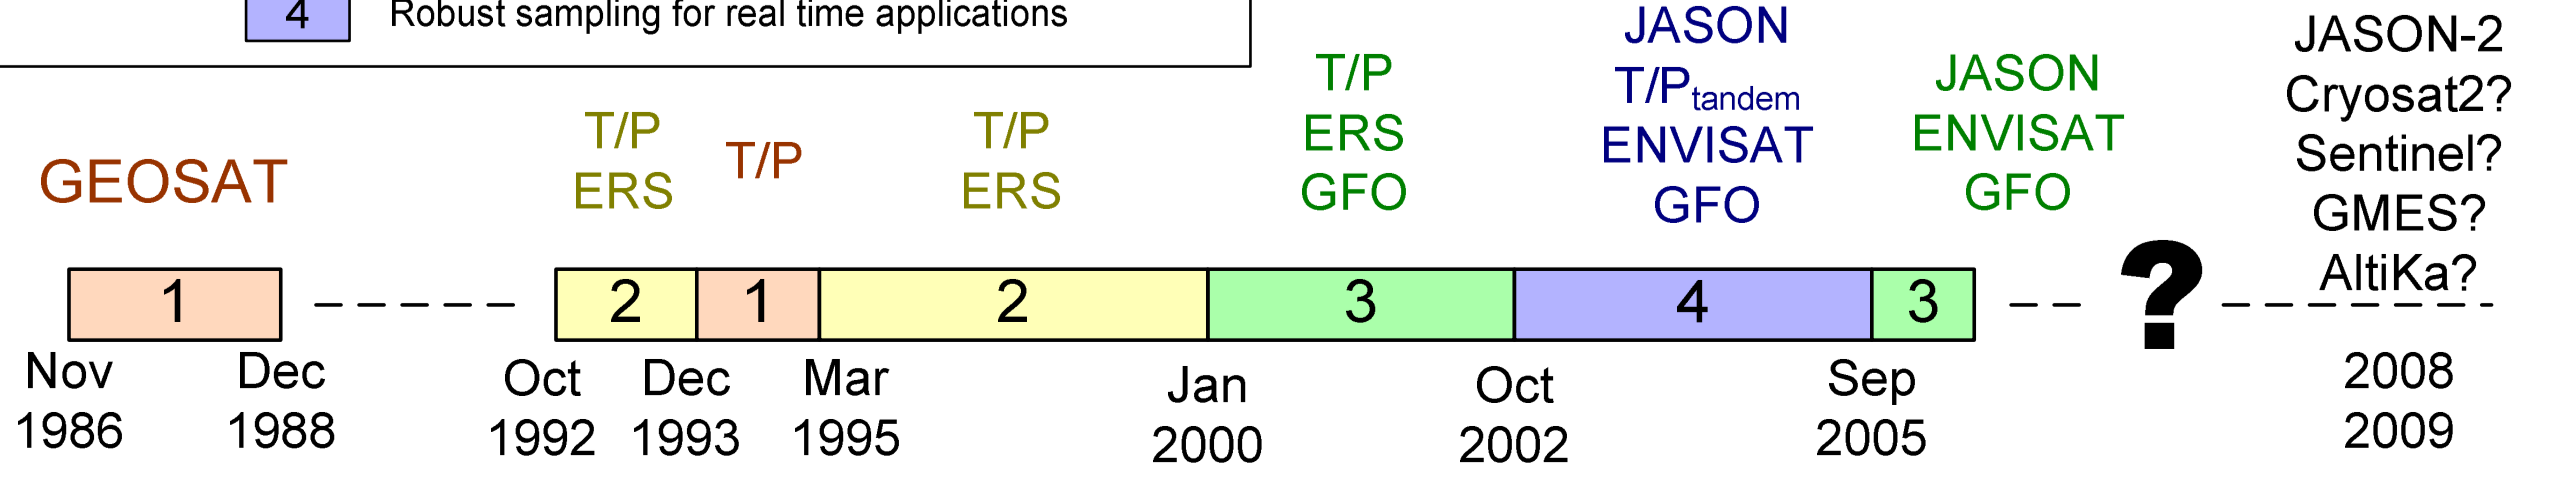 4 Robust sampling for real time applications
GEOSAT
T/P
ERS
T/P
T/P
ERS
T/P
ERS
GFO
JASON
T/Ptandem
ENVISAT
GFO
JASON
ENVISAT
GFO
JASON-2
Cryosat2?
Sentinel?
GMES?
AltiKa?
1
2
1
2
3
4
3
?
Nov
1986
Dec
1988
Oct
1992
Dec
1993
Mar
1995
Jan
2000
Oct
2002
Sep
2005
2008
2009